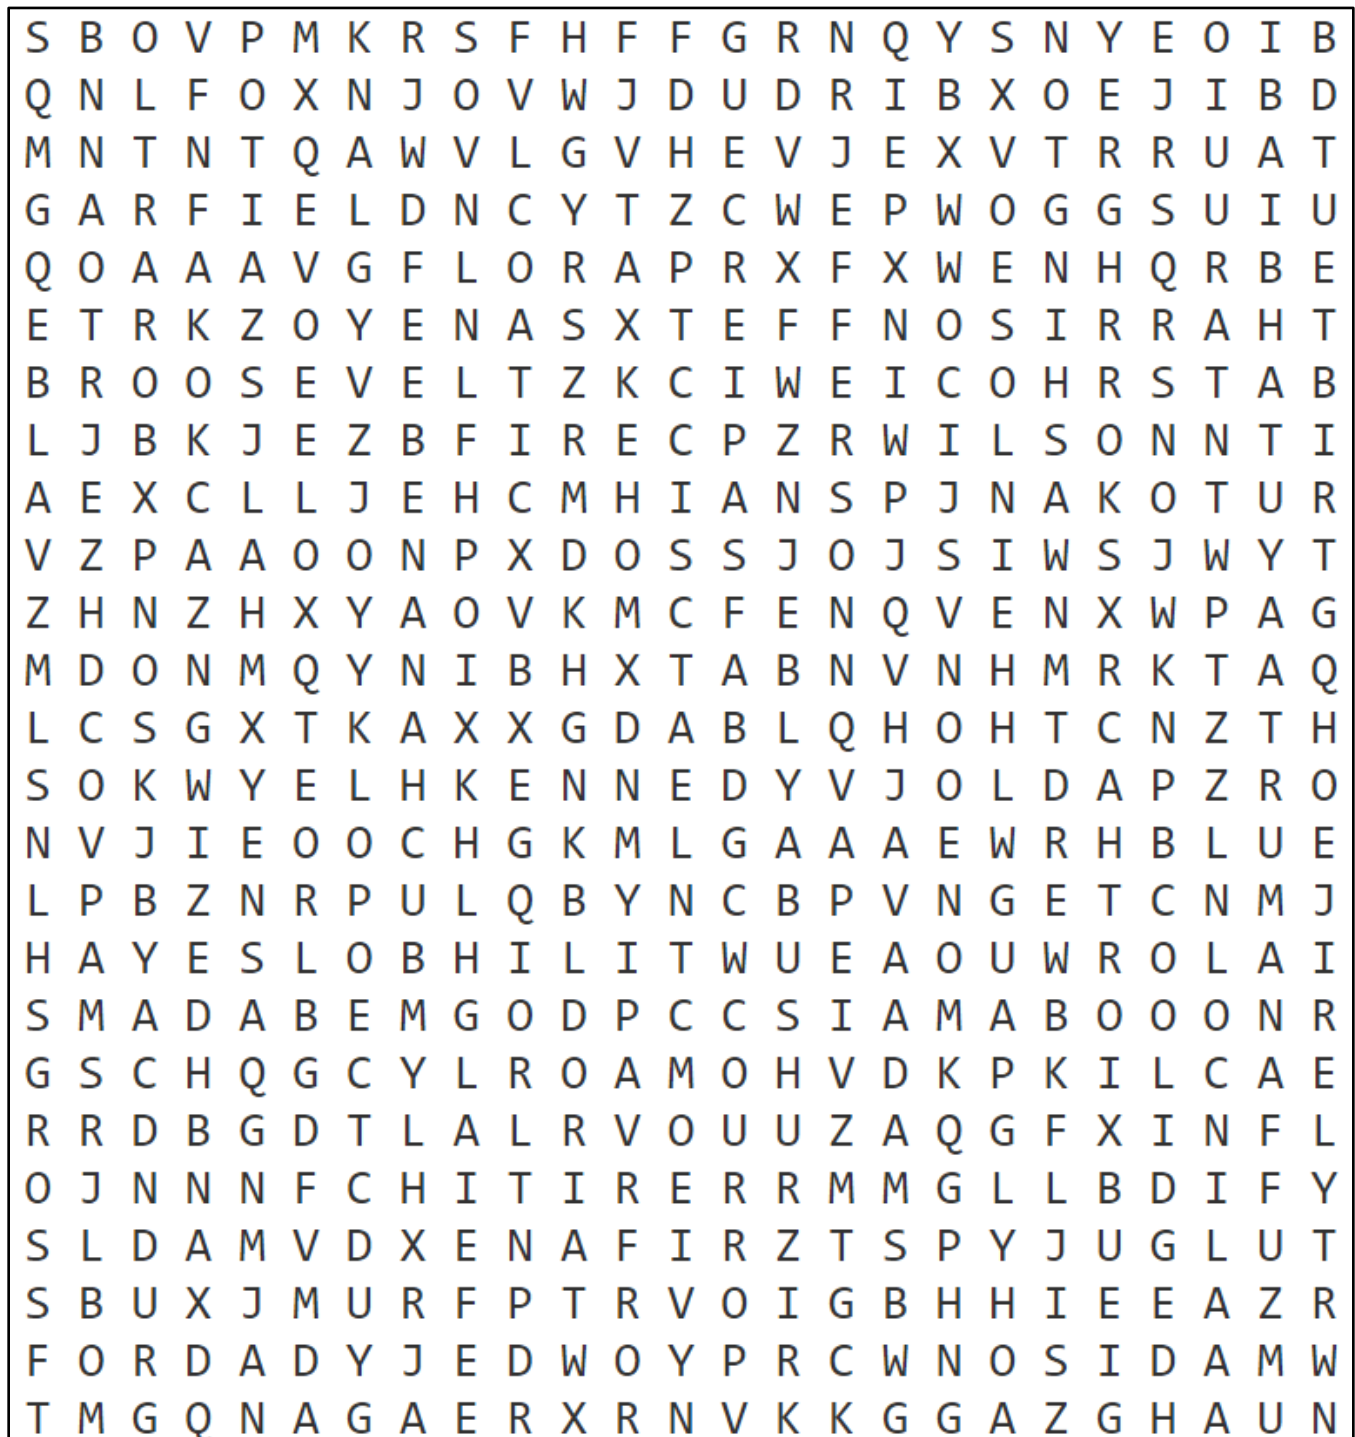 S B O V P M K R S F H F F G R N Q Y S N Y E O I B
Q N L F O X N J O V W J D U D R I B X O E J I B D
M N T N T Q A W V L G V H E V J E X V T R R U A T
G A R F I E L D N C Y T Z C W E P W O G G S U I U
Q O A A A V G F L O R A P R X F X W E N H Q R B E
E T R K Z O Y E N A S X T E F F N O S I R R A H T
B R O O S E V E L T Z K C I W E I C O H R S T A B
L J B K J E Z B F I R E C P Z R W I L S O N N T I
A E X C L L J E H C M H I A N S P J N A K O T U R
V Z P A A O O N P X D O S S J O J S I W S J W Y T
Z H N Z H X Y A O V K M C F E N Q V E N X W P A G
M D O N M Q Y N I B H X T A B N V N H M R K T A Q
L C S G X T K A X X G D A B L Q H O H T C N Z T H
S O K W Y E L H K E N N E D Y V J O L D A P Z R O
N V J I E O O C H G K M L G A A A E W R H B L U E
L P B Z N R P U L Q B Y N C B P V N G E T C N M J
H A Y E S L O B H I L I T W U E A O U W R O L A I
S M A D A B E M G O D P C C S I A M A B O O O N R
G S C H Q G C Y L R O A M O H V D K P K I L C A E
R R D B G D T L A L R V O U U Z A Q G F X I N F L
O J N N N F C H I T I R E R R M M G L L B D I F Y
S L D A M V D X E N A F I R Z T S P Y J U G L U T
S B U X J M U R F P T R V O I G B H H I E E A Z R
F O R D A D Y J E D W O Y P R C W N O S I D A M W
T M G Q N A G A E R X R N V K K G G A Z G H A U N